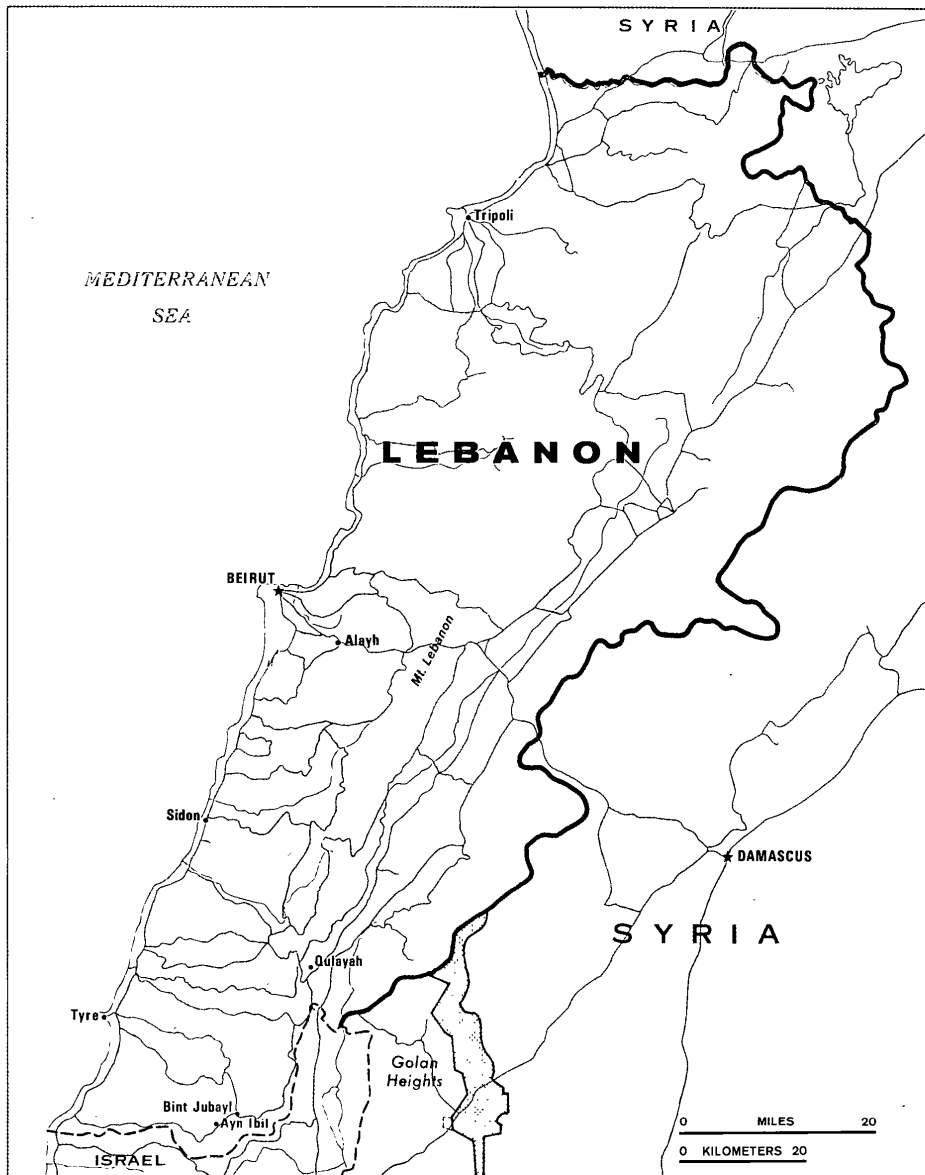 SYRIA
Tripoli
MEDITERRANEAN
SEA
LEBANON
BEIRUT
Alayh
Mt. Lebanon
Sidon
DAMASCUS
SYRIA
Qulayah
Tyre
Golan
Heights
Bint Jubayl
Ayn Ibil
ISRAEL
0 MILES 20
0 KILOMETERS 20